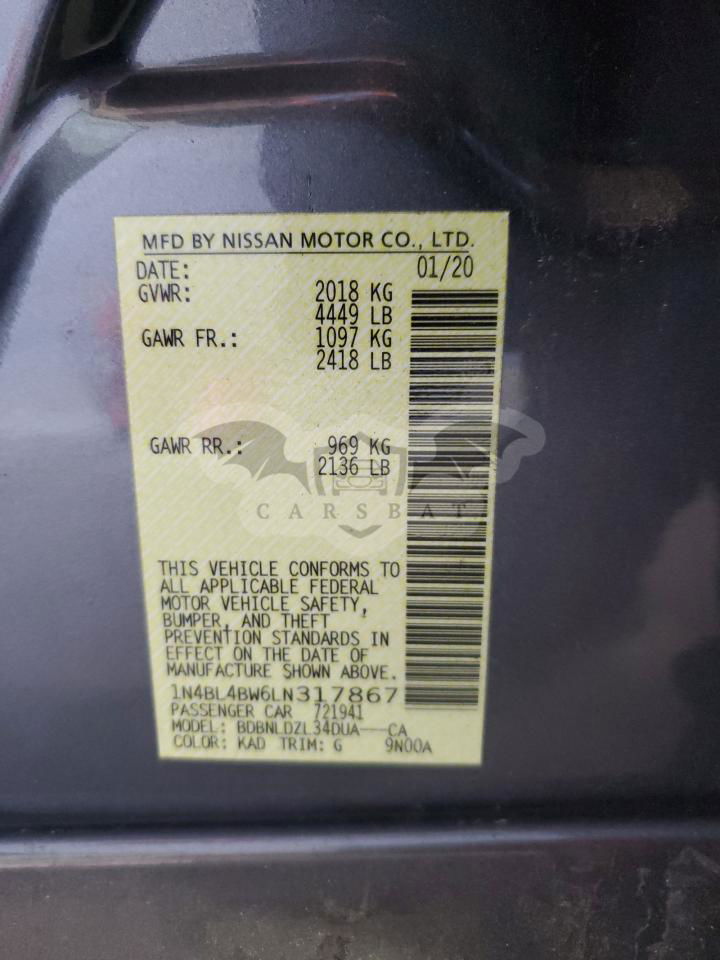 MFD BY NISSAN MOTOR CO., LTD.
DATE: 01/20
GVWR: 2018 KG
4449 LB
GAWR FR.: 1097 KG
2418 LB
GAWR RR.: 969 KG
2136 LB
CARSBAT
THIS VEHICLE CONFORMS TO
ALL APPLICABLE FEDERAL
MOTOR VEHICLE SAFETY,
BUMPER, AND THEFT
PREVENTION STANDARDS IN
EFFECT ON THE DATE OF
MANUFACTURE SHOWN ABOVE.
1N4BL4BW6LN317867
PASSENGER CAR 721941
MODEL: BDBNLDZL34DUA----CA
COLOR: KAD TRIM: G 9N00A